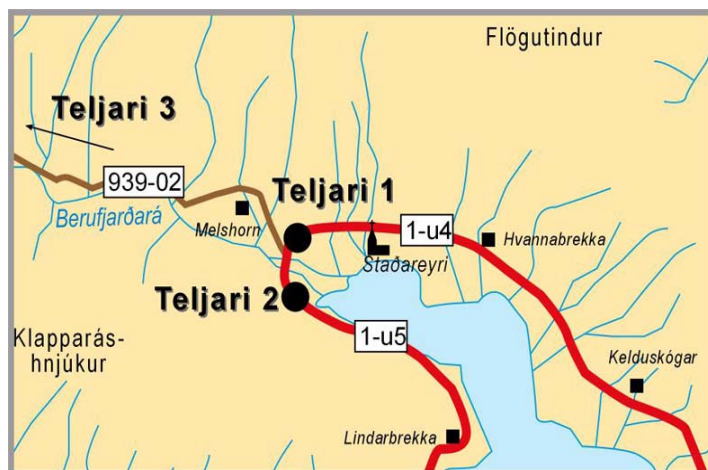 Flögutindur
Teljari 3
939-02
Teljari 1
Berufjarðará
Melshorn
1-u4
Hvannabrekka
Staðareyri
Teljari 2
Klapparás-
hnjúkur
1-u5
Kelduskógar
Lindarbrekka